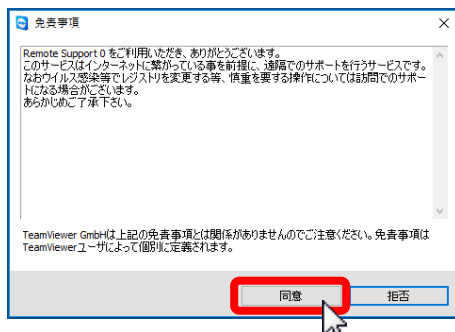 免責事項
Remote Support 0 をご利用いただき、ありがとうございます。
このサービスはインターネットに繋がっている事を前提に、遠隔でのサポートを行うサービスです。
なおウイルス感染等でレジストリを変更する等、慎重を要する操作については訪問でのサポー
トになる場合がございます。
あらかじめご了承下さい。
TeamViewer GmbHは上記の免責事項とは関係がありませんのでご注意ください。免責事項は
TeamViewerユーザによって個別に定義されます。
同意
拒否